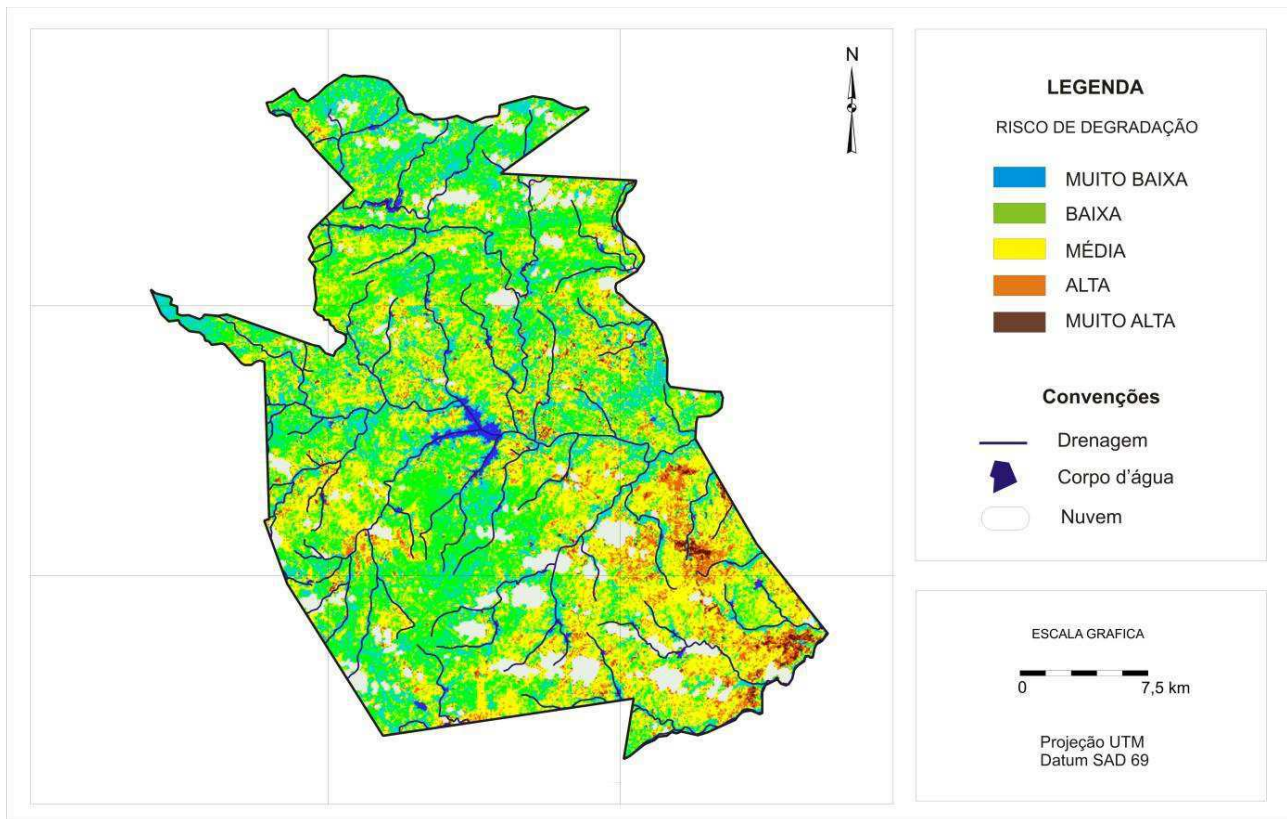 N
LEGENDA
RISCO DE DEGRADAÇÃO
MUITO BAIXA
BAIXA
MÉDIA
ALTA
MUITO ALTA
Convenções
Drenagem
Corpo d'água
Nuvem
ESCALA GRAFICA
0 7,5 km
Projeção UTM
Datum SAD 69